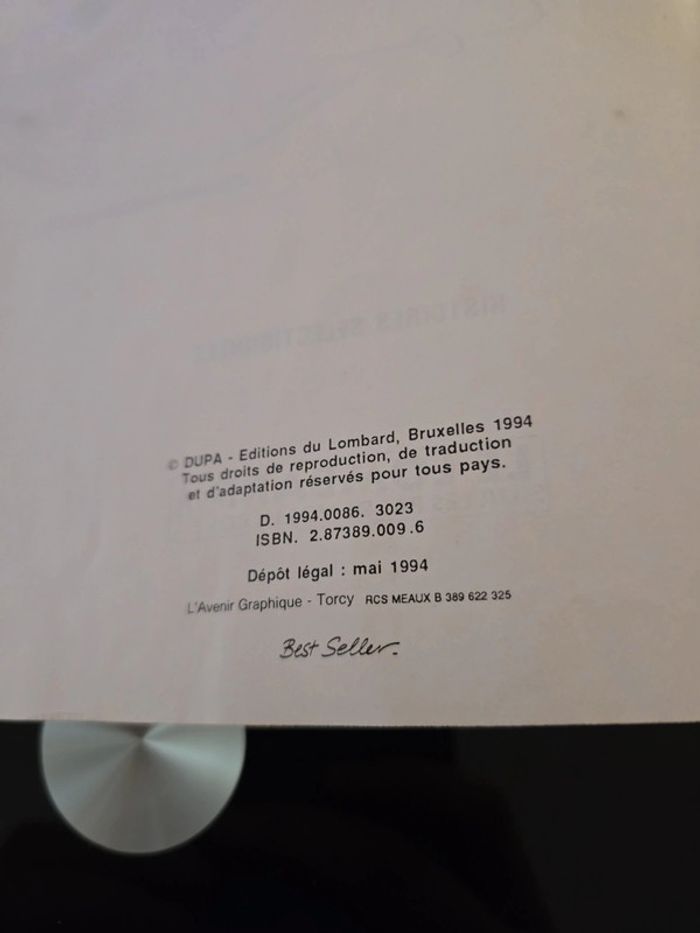 © DUPA - Editions du Lombard, Bruxelles 1994
Tous droits de reproduction, de traduction
et d'adaptation réservés pour tous pays.
D. 1994.0086. 3023
ISBN. 2.87389.009.6
Dépôt légal : mai 1994
L'Avenir Graphique - Torcy RCS MEAUX B 389 622 325
Best Seller.